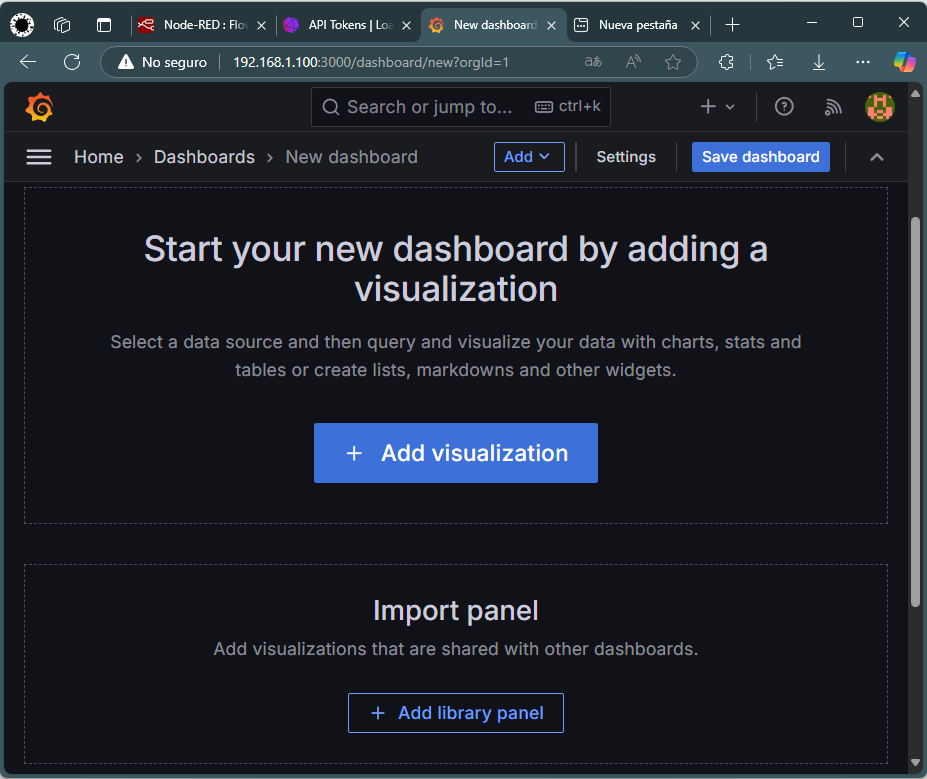 Node-RED : Flo
API Tokens | Loa
New dashboard
Nueva pestaña
No seguro
192.168.1.100:3000/dashboard/new?orgId=1
Search or jump to...
ctrl+k
Home › Dashboards › New dashboard
Add
Settings
Save dashboard
Start your new dashboard by adding a
visualization
Select a data source and then query and visualize your data with charts, stats and
tables or create lists, markdowns and other widgets.
+ Add visualization
Import panel
Add visualizations that are shared with other dashboards.
+ Add library panel